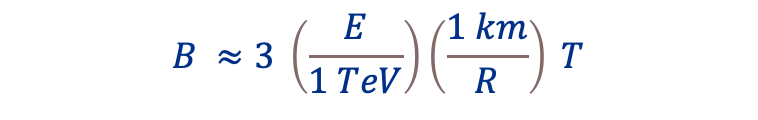 B ≈ 3 (E / 1 TeV) (1 km / R) T